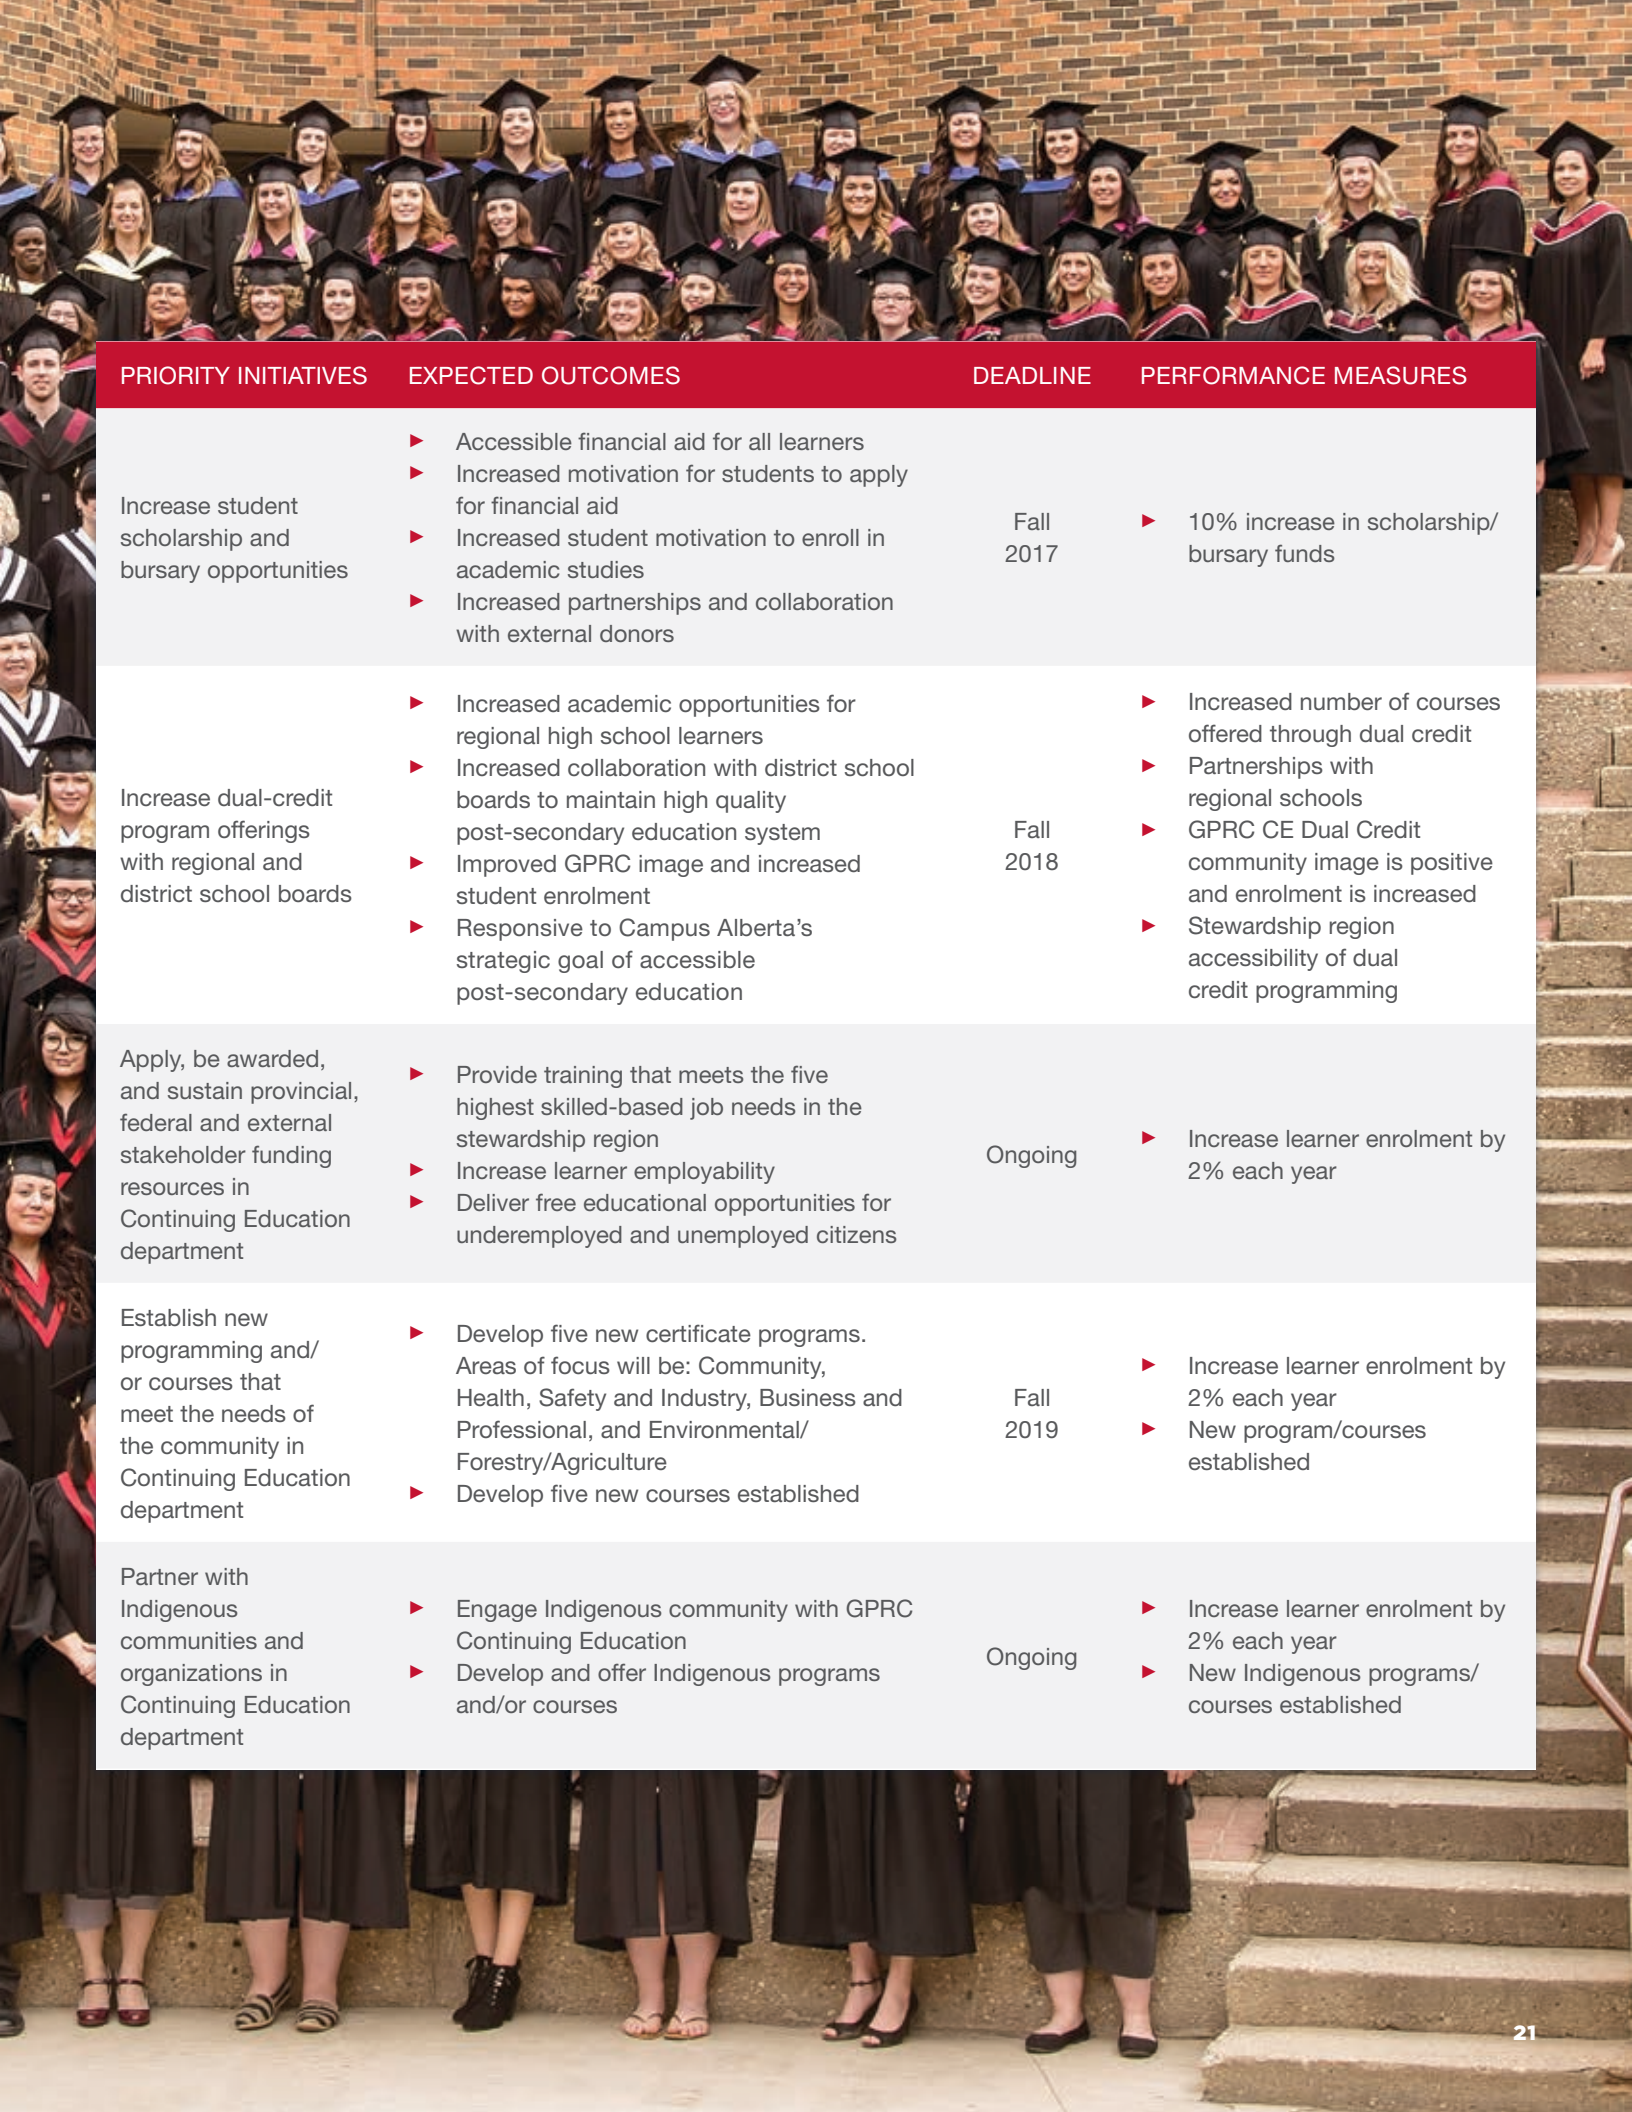 PRIORITY INITIATIVES EXPECTED OUTCOMES DEADLINE PERFORMANCE MEASURES
Increase student
scholarship and
bursary opportunities
► Accessible financial aid for all learners
► Increased motivation for students to apply
for financial aid
► Increased student motivation to enroll in
academic studies
► Increased partnerships and collaboration
with external donors
Fall
2017
► 10% increase in scholarship/
bursary funds
Increase dual-credit
program offerings
with regional and
district school boards
► Increased academic opportunities for
regional high school learners
► Increased collaboration with district school
boards to maintain high quality
post-secondary education system
► Improved GPRC image and increased
student enrolment
► Responsive to Campus Alberta’s
strategic goal of accessible
post-secondary education
Fall
2018
► Increased number of courses
offered through dual credit
► Partnerships with
regional schools
► GPRC CE Dual Credit
community image is positive
and enrolment is increased
► Stewardship region
accessibility of dual
credit programming
Apply, be awarded,
and sustain provincial,
federal and external
stakeholder funding
resources in
Continuing Education
department
► Provide training that meets the five
highest skilled-based job needs in the
stewardship region
► Increase learner employability
► Deliver free educational opportunities for
underemployed and unemployed citizens
Ongoing
► Increase learner enrolment by
2% each year
Establish new
programming and/
or courses that
meet the needs of
the community in
Continuing Education
department
► Develop five new certificate programs.
Areas of focus will be: Community,
Health, Safety and Industry, Business and
Professional, and Environmental/
Forestry/Agriculture
► Develop five new courses established
Fall
2019
► Increase learner enrolment by
2% each year
► New program/courses
established
Partner with
Indigenous
communities and
organizations in
Continuing Education
department
► Engage Indigenous community with GPRC
Continuing Education
► Develop and offer Indigenous programs
and/or courses
Ongoing
► Increase learner enrolment by
2% each year
► New Indigenous programs/
courses established
21